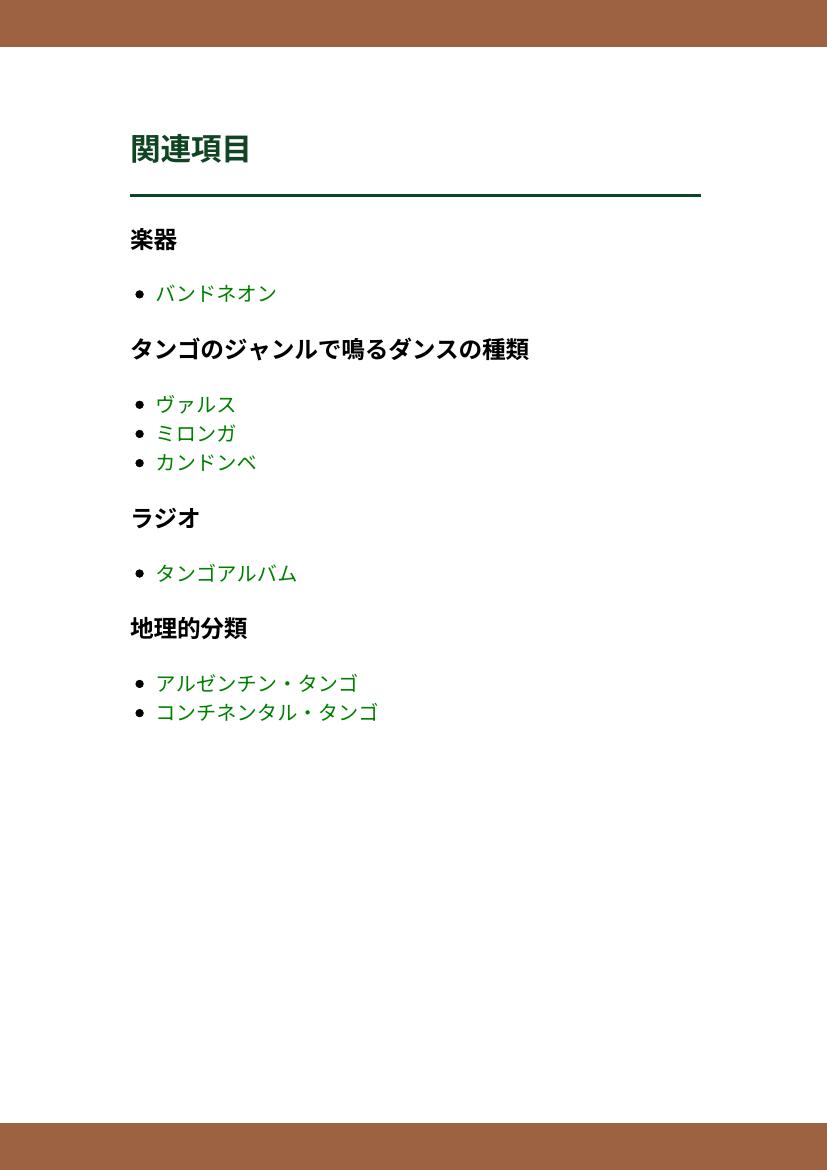 関連項目
楽器
バンドネオン
タンゴのジャンルで鳴るダンスの種類
ヴァルス
ミロンガ
カンドンベ
ラジオ
タンゴアルバム
地理的分類
アルゼンチン・タンゴ
コンチネンタル・タンゴ